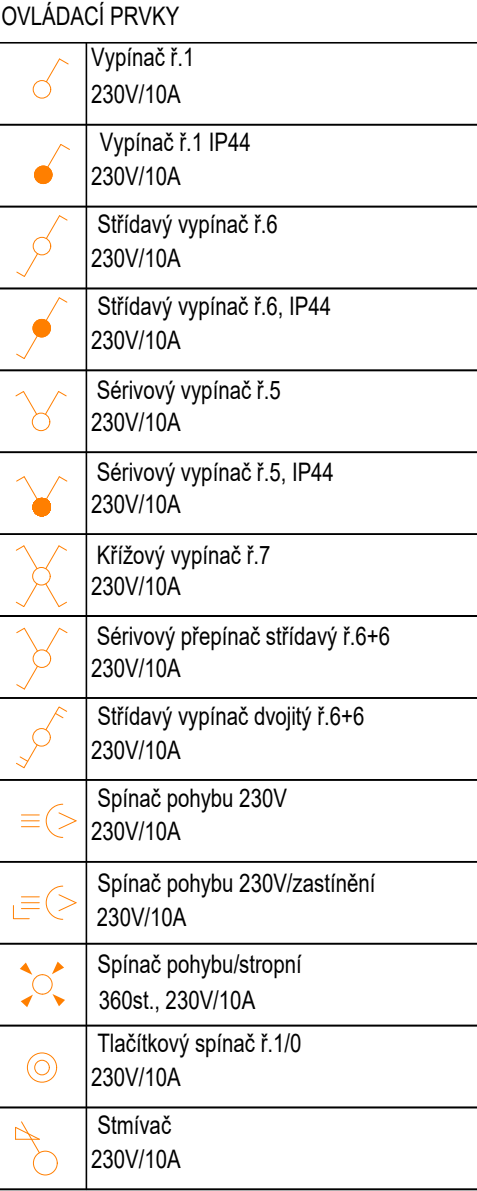 OVLÁDACÍ PRVKY
Vypínač ř.1
230V/10A
Vypínač ř.1 IP44
230V/10A
Střídavý vypínač ř.6
230V/10A
Střídavý vypínač ř.6, IP44
230V/10A
Sérivový vypínač ř.5
230V/10A
Sérivový vypínač ř.5, IP44
230V/10A
Křížový vypínač ř.7
230V/10A
Sérivový přepínač střídavý ř.6+6
230V/10A
Střídavý vypínač dvojitý ř.6+6
230V/10A
Spínač pohybu 230V
230V/10A
Spínač pohybu 230V/zastínění
230V/10A
Spínač pohybu/stropní
360st., 230V/10A
Tlačítkový spínač ř.1/0
230V/10A
Stmívač
230V/10A